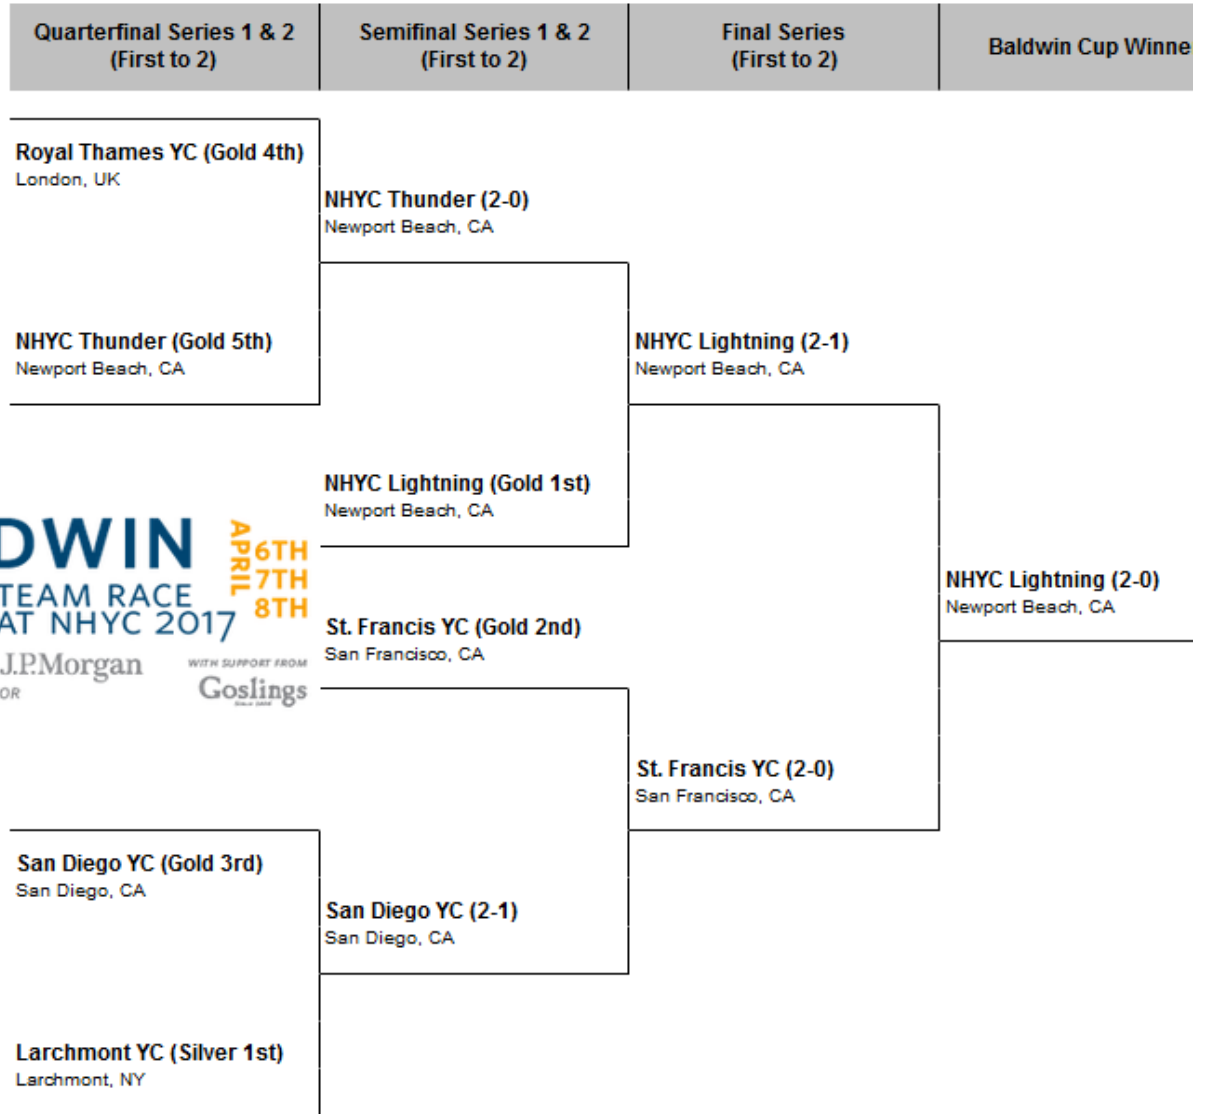 Quarterfinal Series 1 & 2
(First to 2)
Semifinal Series 1 & 2
(First to 2)
Final Series
(First to 2)
Baldwin Cup Winne
Royal Thames YC (Gold 4th)
London, UK
NHYC Thunder (2-0)
Newport Beach, CA
NHYC Thunder (Gold 5th)
Newport Beach, CA
NHYC Lightning (2-1)
Newport Beach, CA
NHYC Lightning (Gold 1st)
Newport Beach, CA
DWIN
TEAM RACE
AT NHYC 2017
APRIL
6TH
7TH
8TH
J.P.Morgan
OR
WITH SUPPORT FROM
Goslings
NHYC Lightning (2-0)
Newport Beach, CA
St. Francis YC (Gold 2nd)
San Francisco, CA
St. Francis YC (2-0)
San Francisco, CA
San Diego YC (Gold 3rd)
San Diego, CA
San Diego YC (2-1)
San Diego, CA
Larchmont YC (Silver 1st)
Larchmont, NY